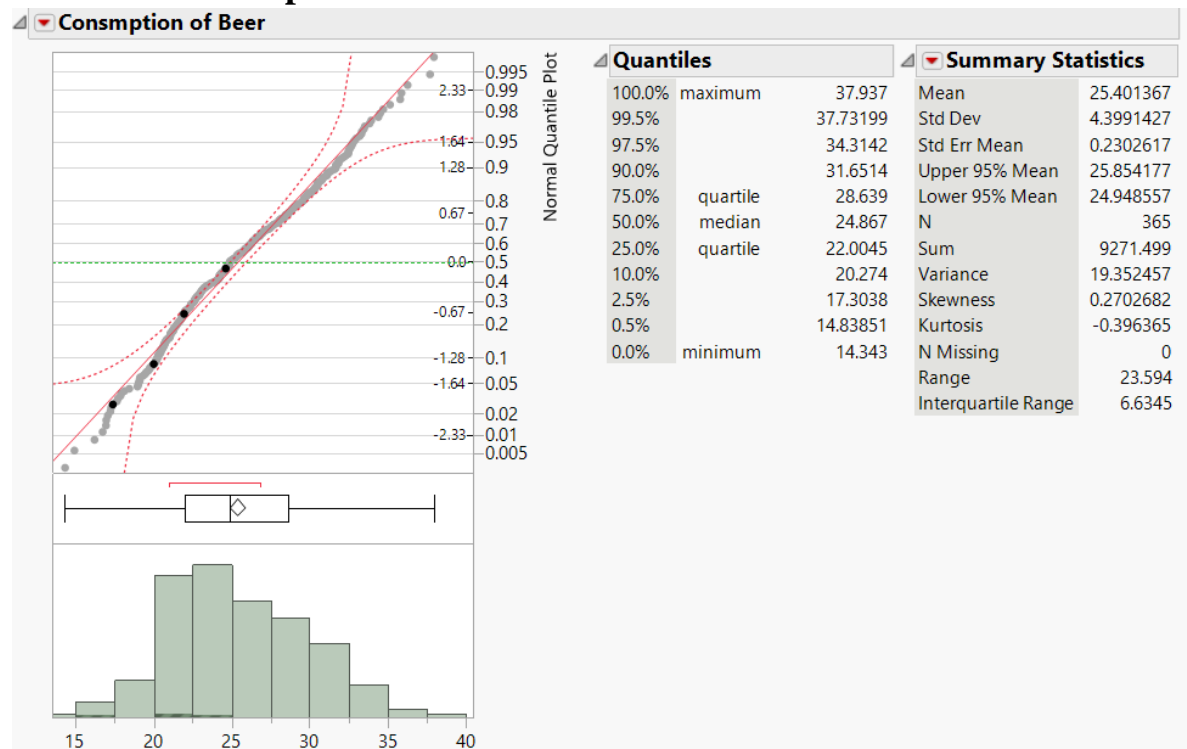 Consmption of Beer
Normal Quantile Plot
0.995
2.33 0.99
0.98
1.64 0.95
1.28 0.9
0.8
0.67 0.7
0.6
0.0 0.5
0.4
0.3
-0.67 0.2
-1.28 0.1
-1.64 0.05
0.02
-2.33 0.01
0.005
15 20 25 30 35 40
Quantiles
100.0% maximum 37.937
99.5% 37.73199
97.5% 34.3142
90.0% 31.6514
75.0% quartile 28.639
50.0% median 24.867
25.0% quartile 22.0045
10.0% 20.274
2.5% 17.3038
0.5% 14.83851
0.0% minimum 14.343
Summary Statistics
Mean 25.401367
Std Dev 4.3991427
Std Err Mean 0.2302617
Upper 95% Mean 25.854177
Lower 95% Mean 24.948557
N 365
Sum 9271.499
Variance 19.352457
Skewness 0.2702682
Kurtosis -0.396365
N Missing 0
Range 23.594
Interquartile Range 6.6345